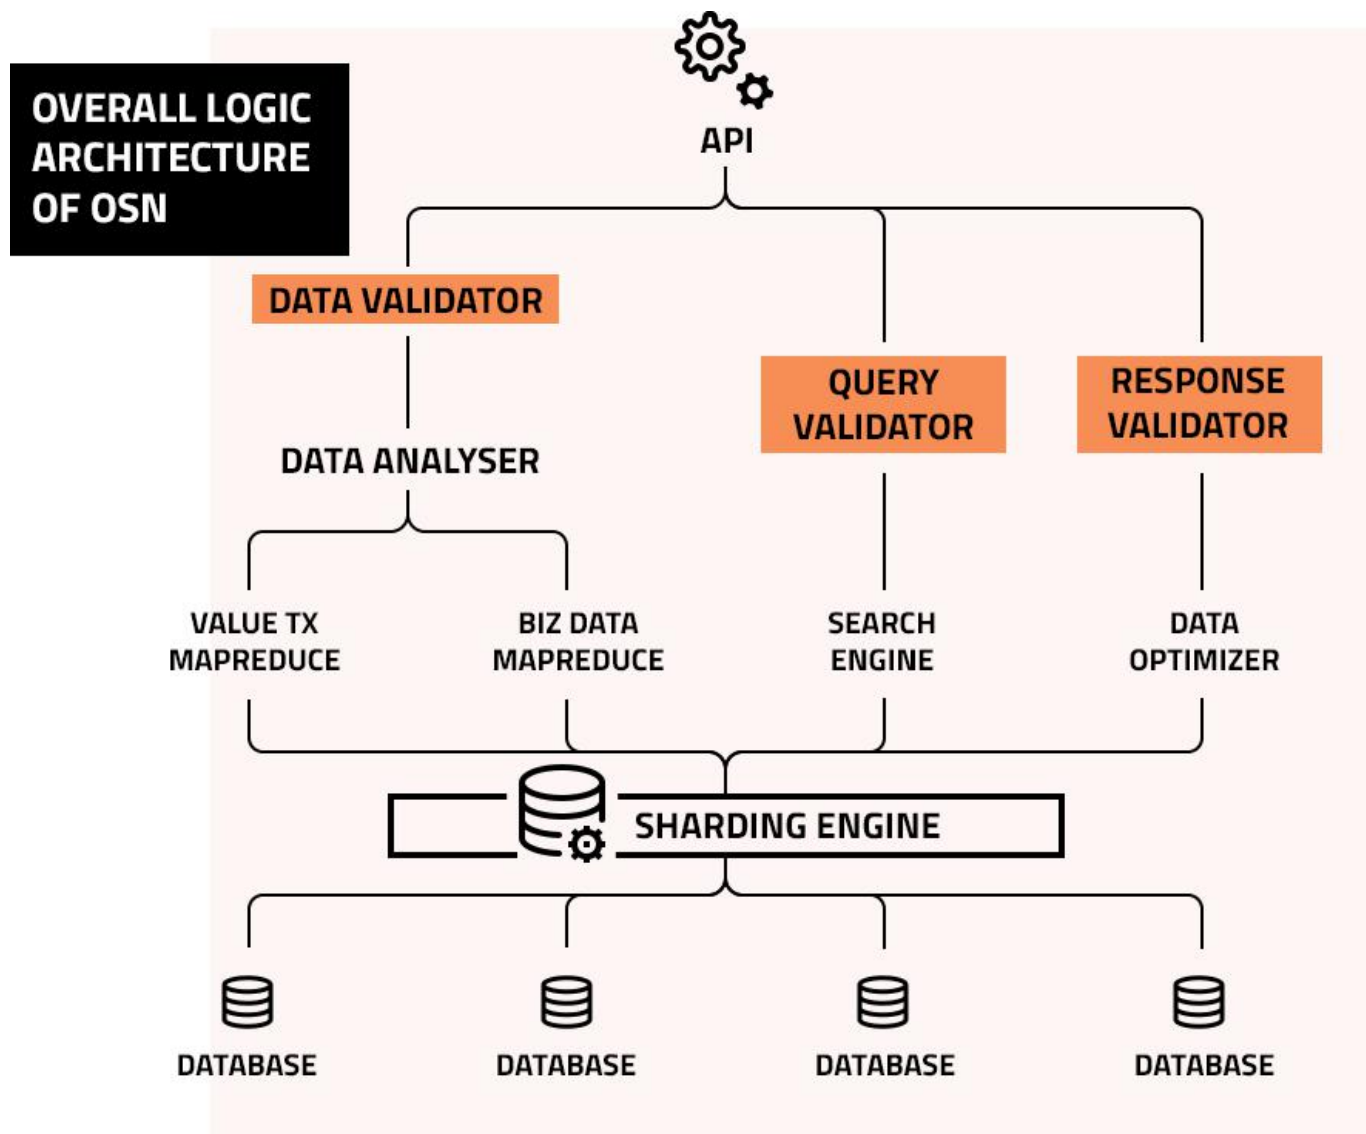 OVERALL LOGIC
ARCHITECTURE
OF OSN
API
DATA VALIDATOR
QUERY
VALIDATOR
RESPONSE
VALIDATOR
DATA ANALYSER
VALUE TX
MAPREDUCE
BIZ DATA
MAPREDUCE
SEARCH
ENGINE
DATA
OPTIMIZER
SHARDING ENGINE
DATABASE
DATABASE
DATABASE
DATABASE